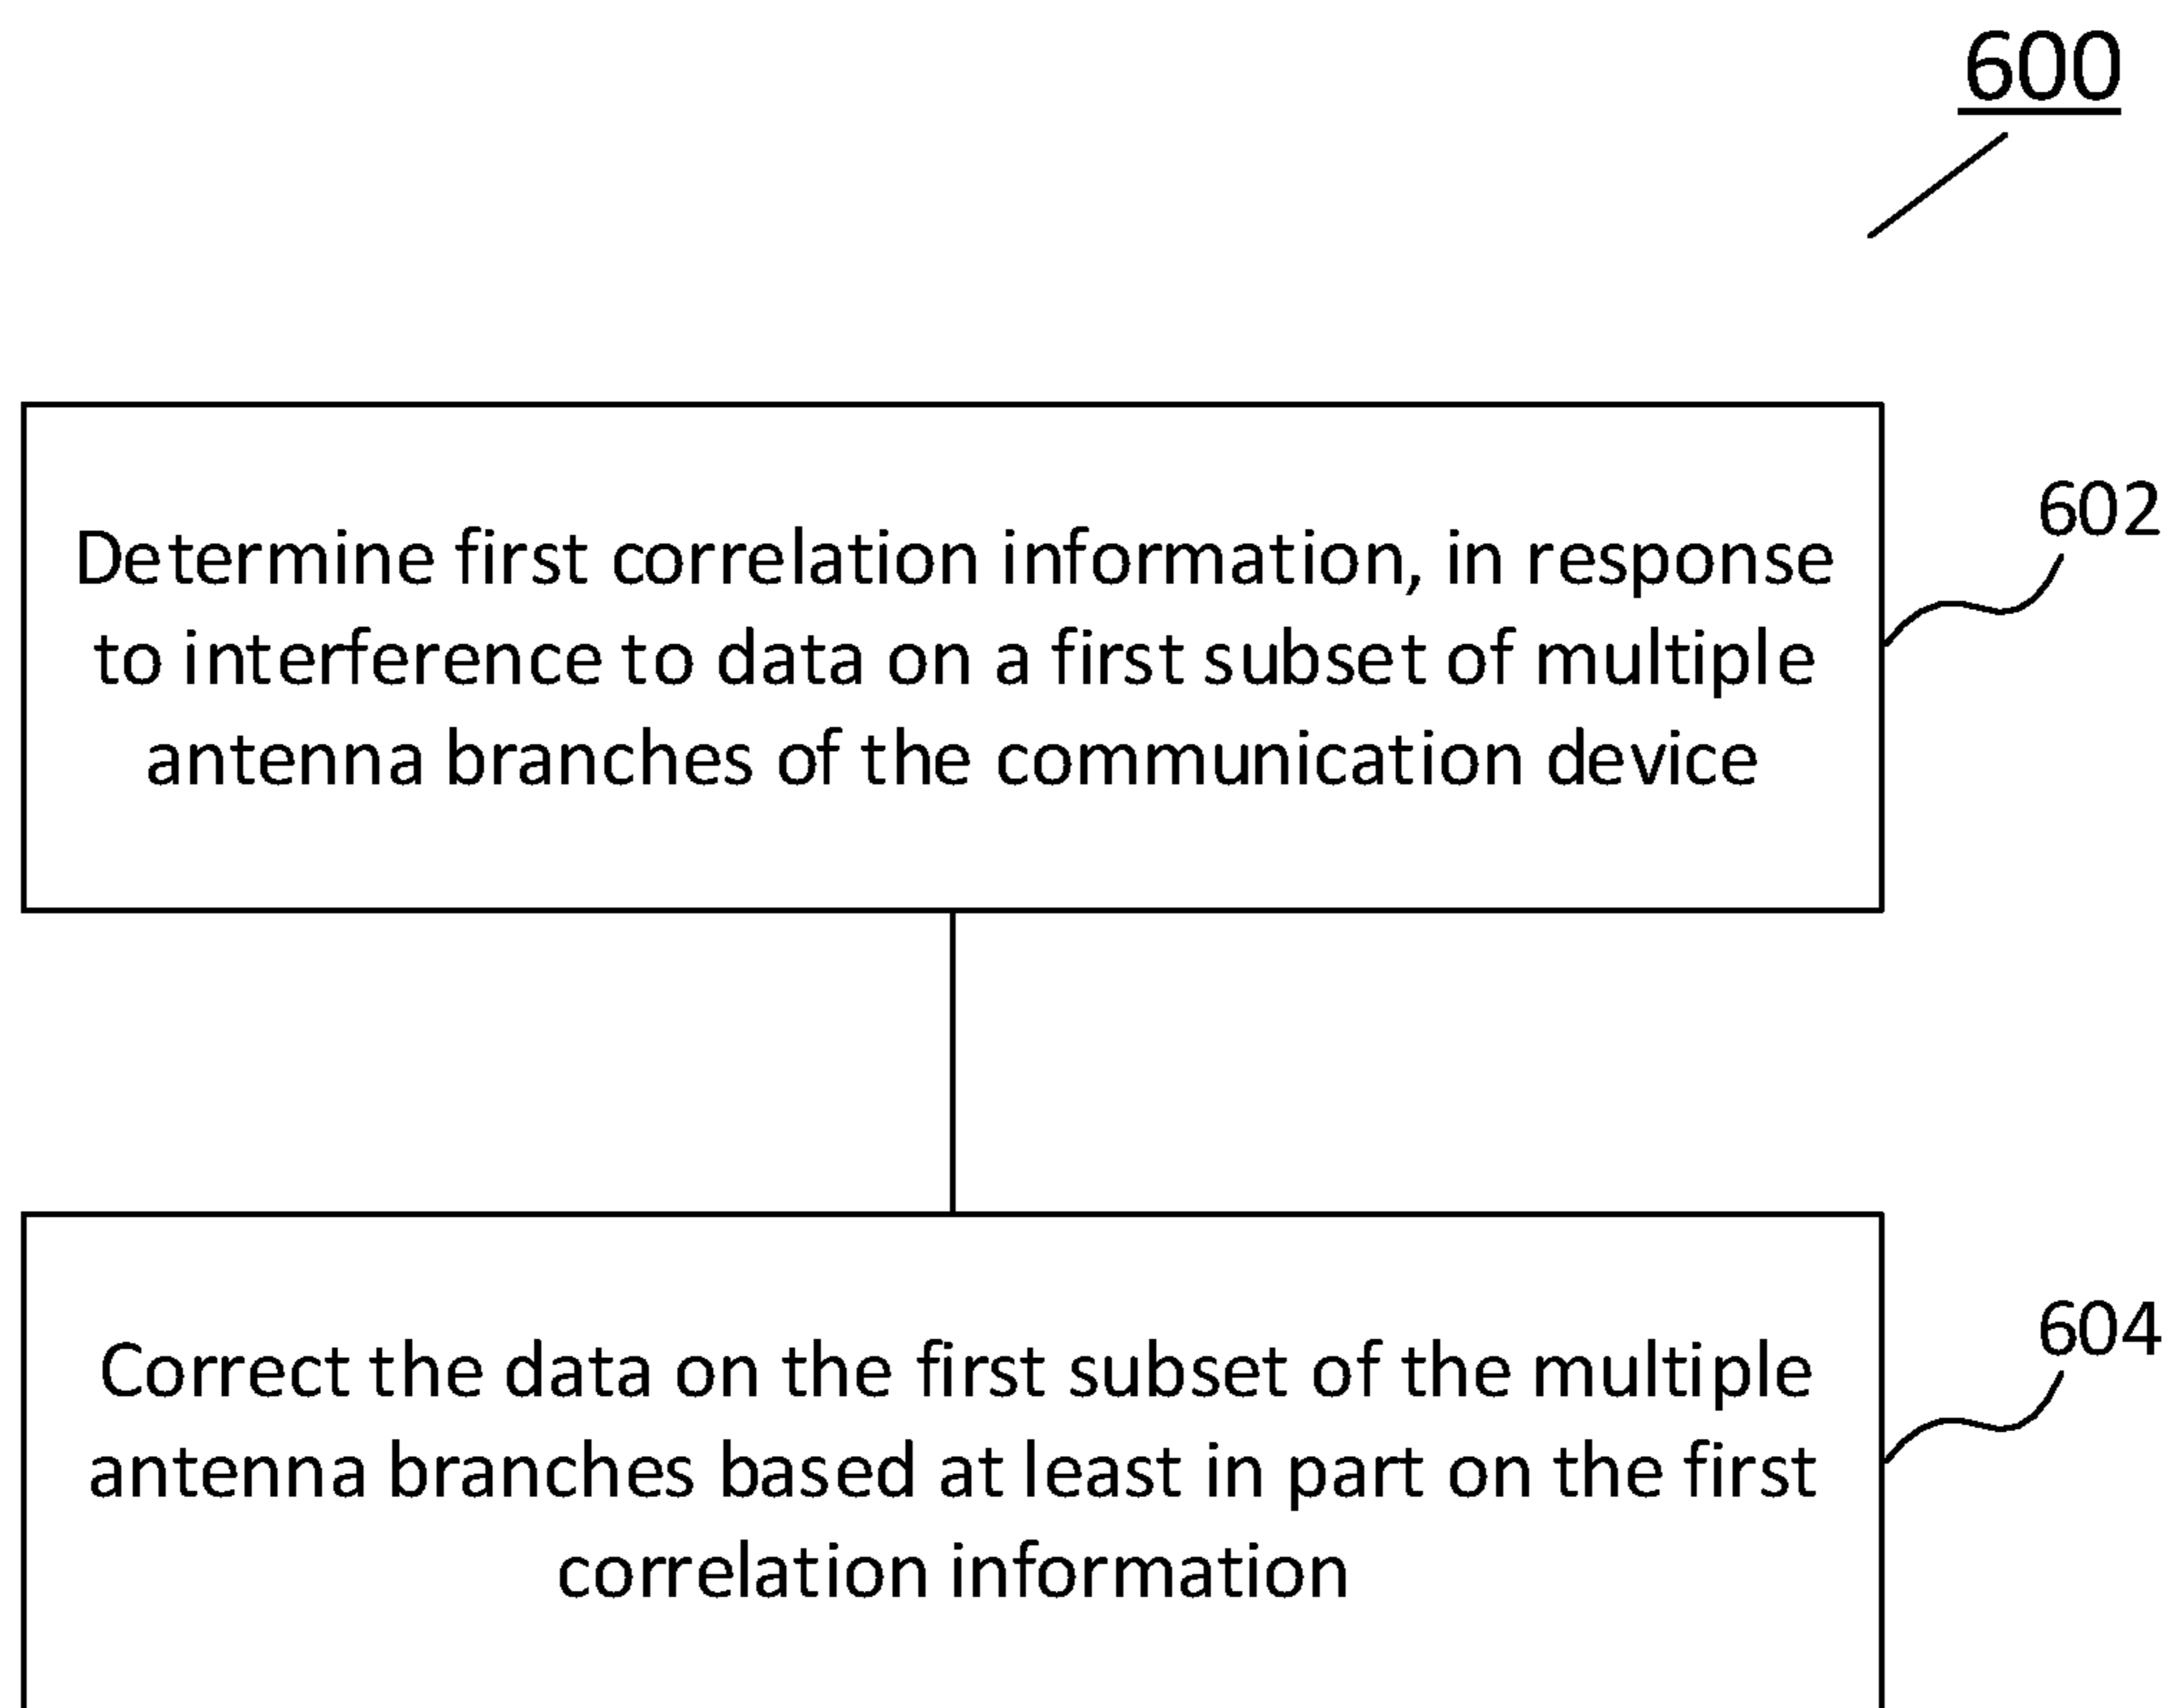 600
602
Determine first correlation information, in response
to interference to data on a first subset of multiple
antenna branches of the communication device
604
Correct the data on the first subset of the multiple
antenna branches based at least in part on the first
correlation information